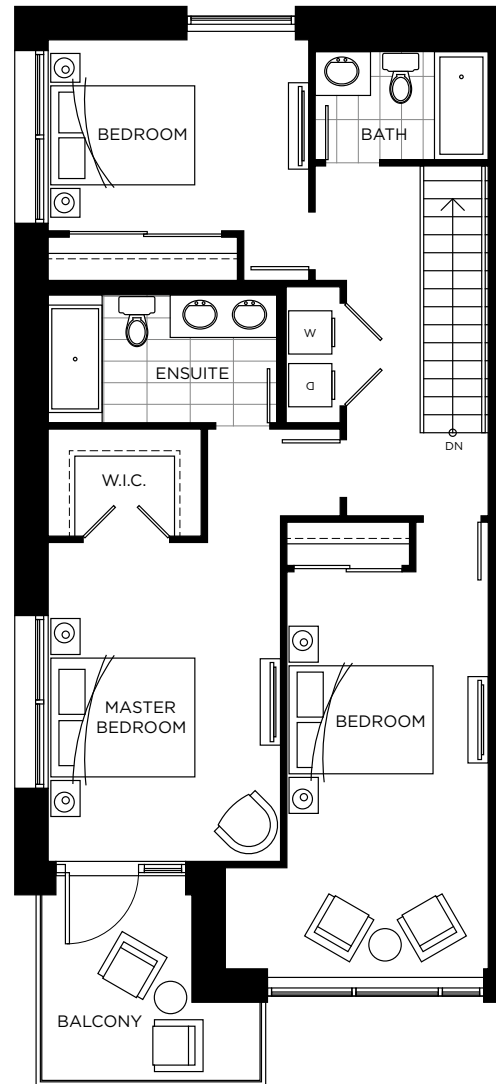 BEDROOM
BATH
W
D
ENSUITE
DN
W.I.C.
MASTER
BEDROOM
BEDROOM
BALCONY